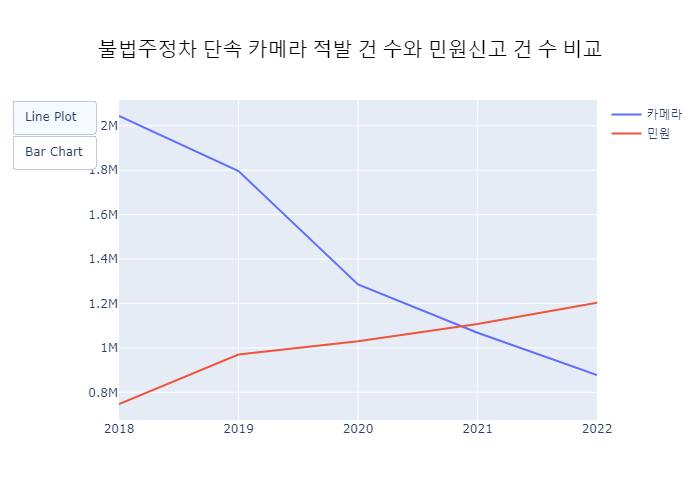 불법주정차 단속 카메라 적발 건 수와 민원신고 건 수 비교
Line Plot
Bar Chart
카메라
민원
2M
1.8M
1.6M
1.4M
1.2M
1M
0.8M
2018 2019 2020 2021 2022